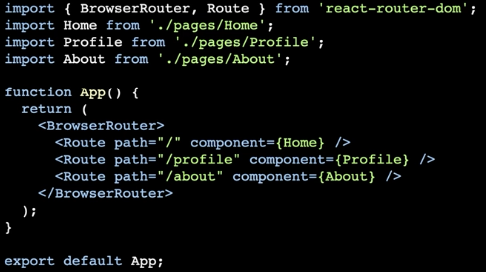 import { BrowserRouter, Route } from 'react-router-dom';
import Home from './pages/Home';
import Profile from './pages/Profile';
import About from './pages/About';

function App() {
  return (
    <BrowserRouter>
      <Route path="/" component={Home} />
      <Route path="/profile" component={Profile} />
      <Route path="/about" component={About} />
    </BrowserRouter>
  );
}

export default App;